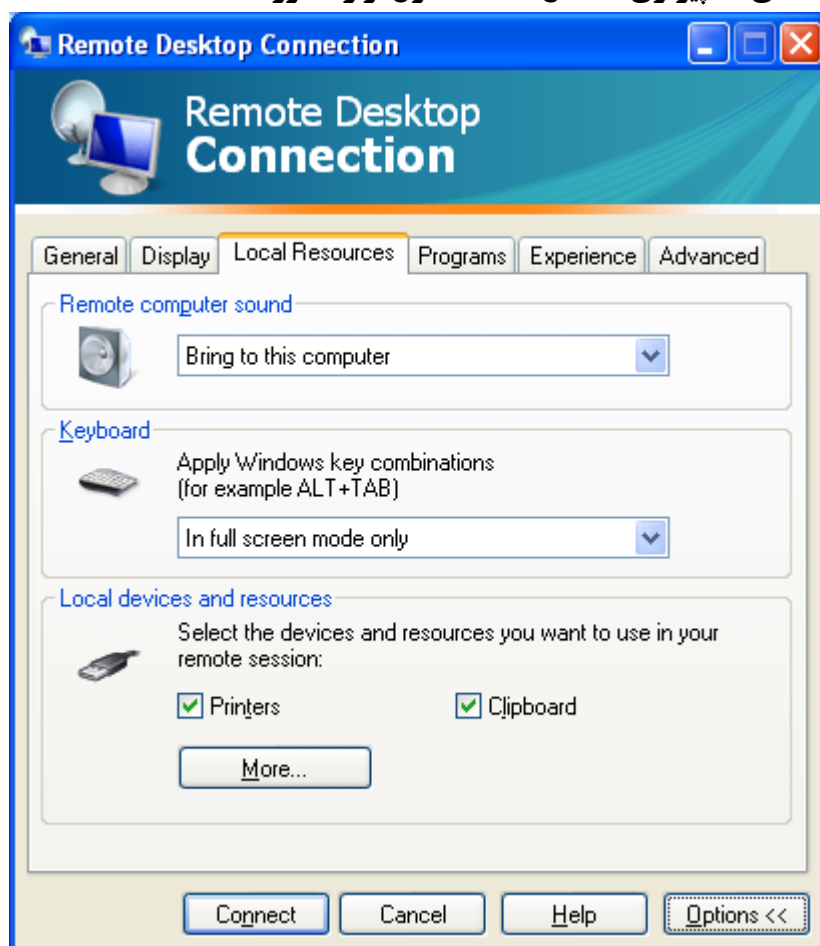 Remote Desktop Connection
Remote Desktop
Connection
General Display Local Resources Programs Experience Advanced
Remote computer sound
Bring to this computer
Keyboard
Apply Windows key combinations
(for example ALT+TAB)
In full screen mode only
Local devices and resources
Select the devices and resources you want to use in your
remote session:
Printers Clipboard
More...
Connect Cancel Help Options <<